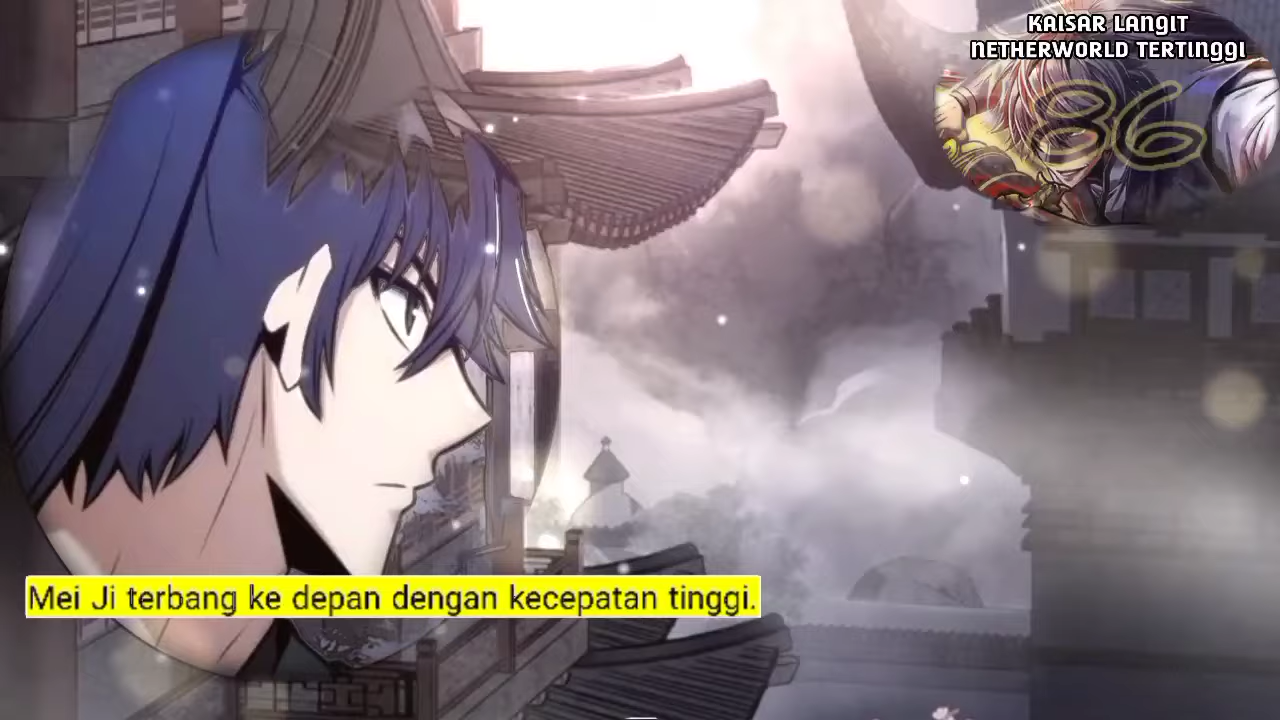 KAISAR LANGIT
NETHERWORLD TERTINGGI
86
Mei Ji terbang ke depan dengan kecepatan tinggi.